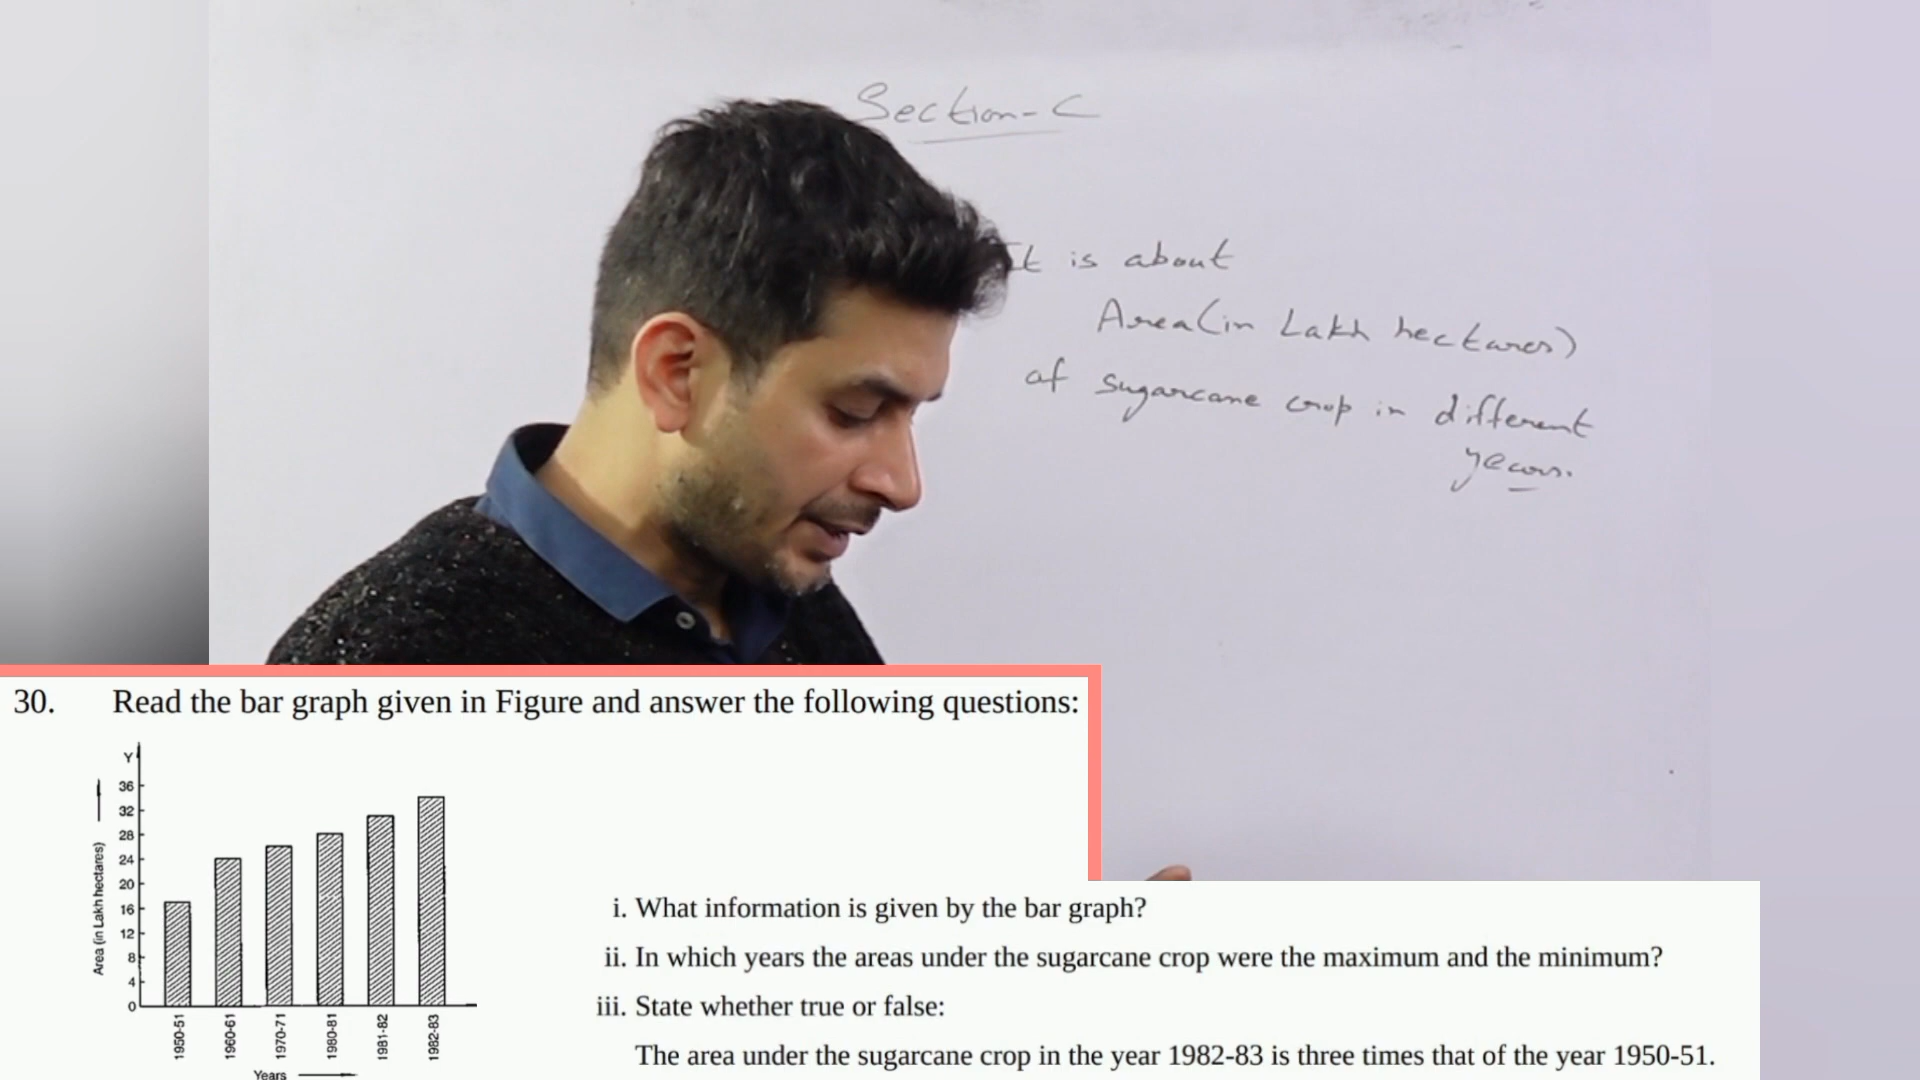 Section-C
It is about
Area (in Lakh hectares)
of sugarcane crop in different
years.
30. Read the bar graph given in Figure and answer the following questions:
Y
36
32
28
24
20
16
12
8
4
0
Area (in Lakh hectares)
1950-51
1960-61
1970-71
1980-81
1981-82
1982-83
Years
i. What information is given by the bar graph?
ii. In which years the areas under the sugarcane crop were the maximum and the minimum?
iii. State whether true or false:
The area under the sugarcane crop in the year 1982-83 is three times that of the year 1950-51.